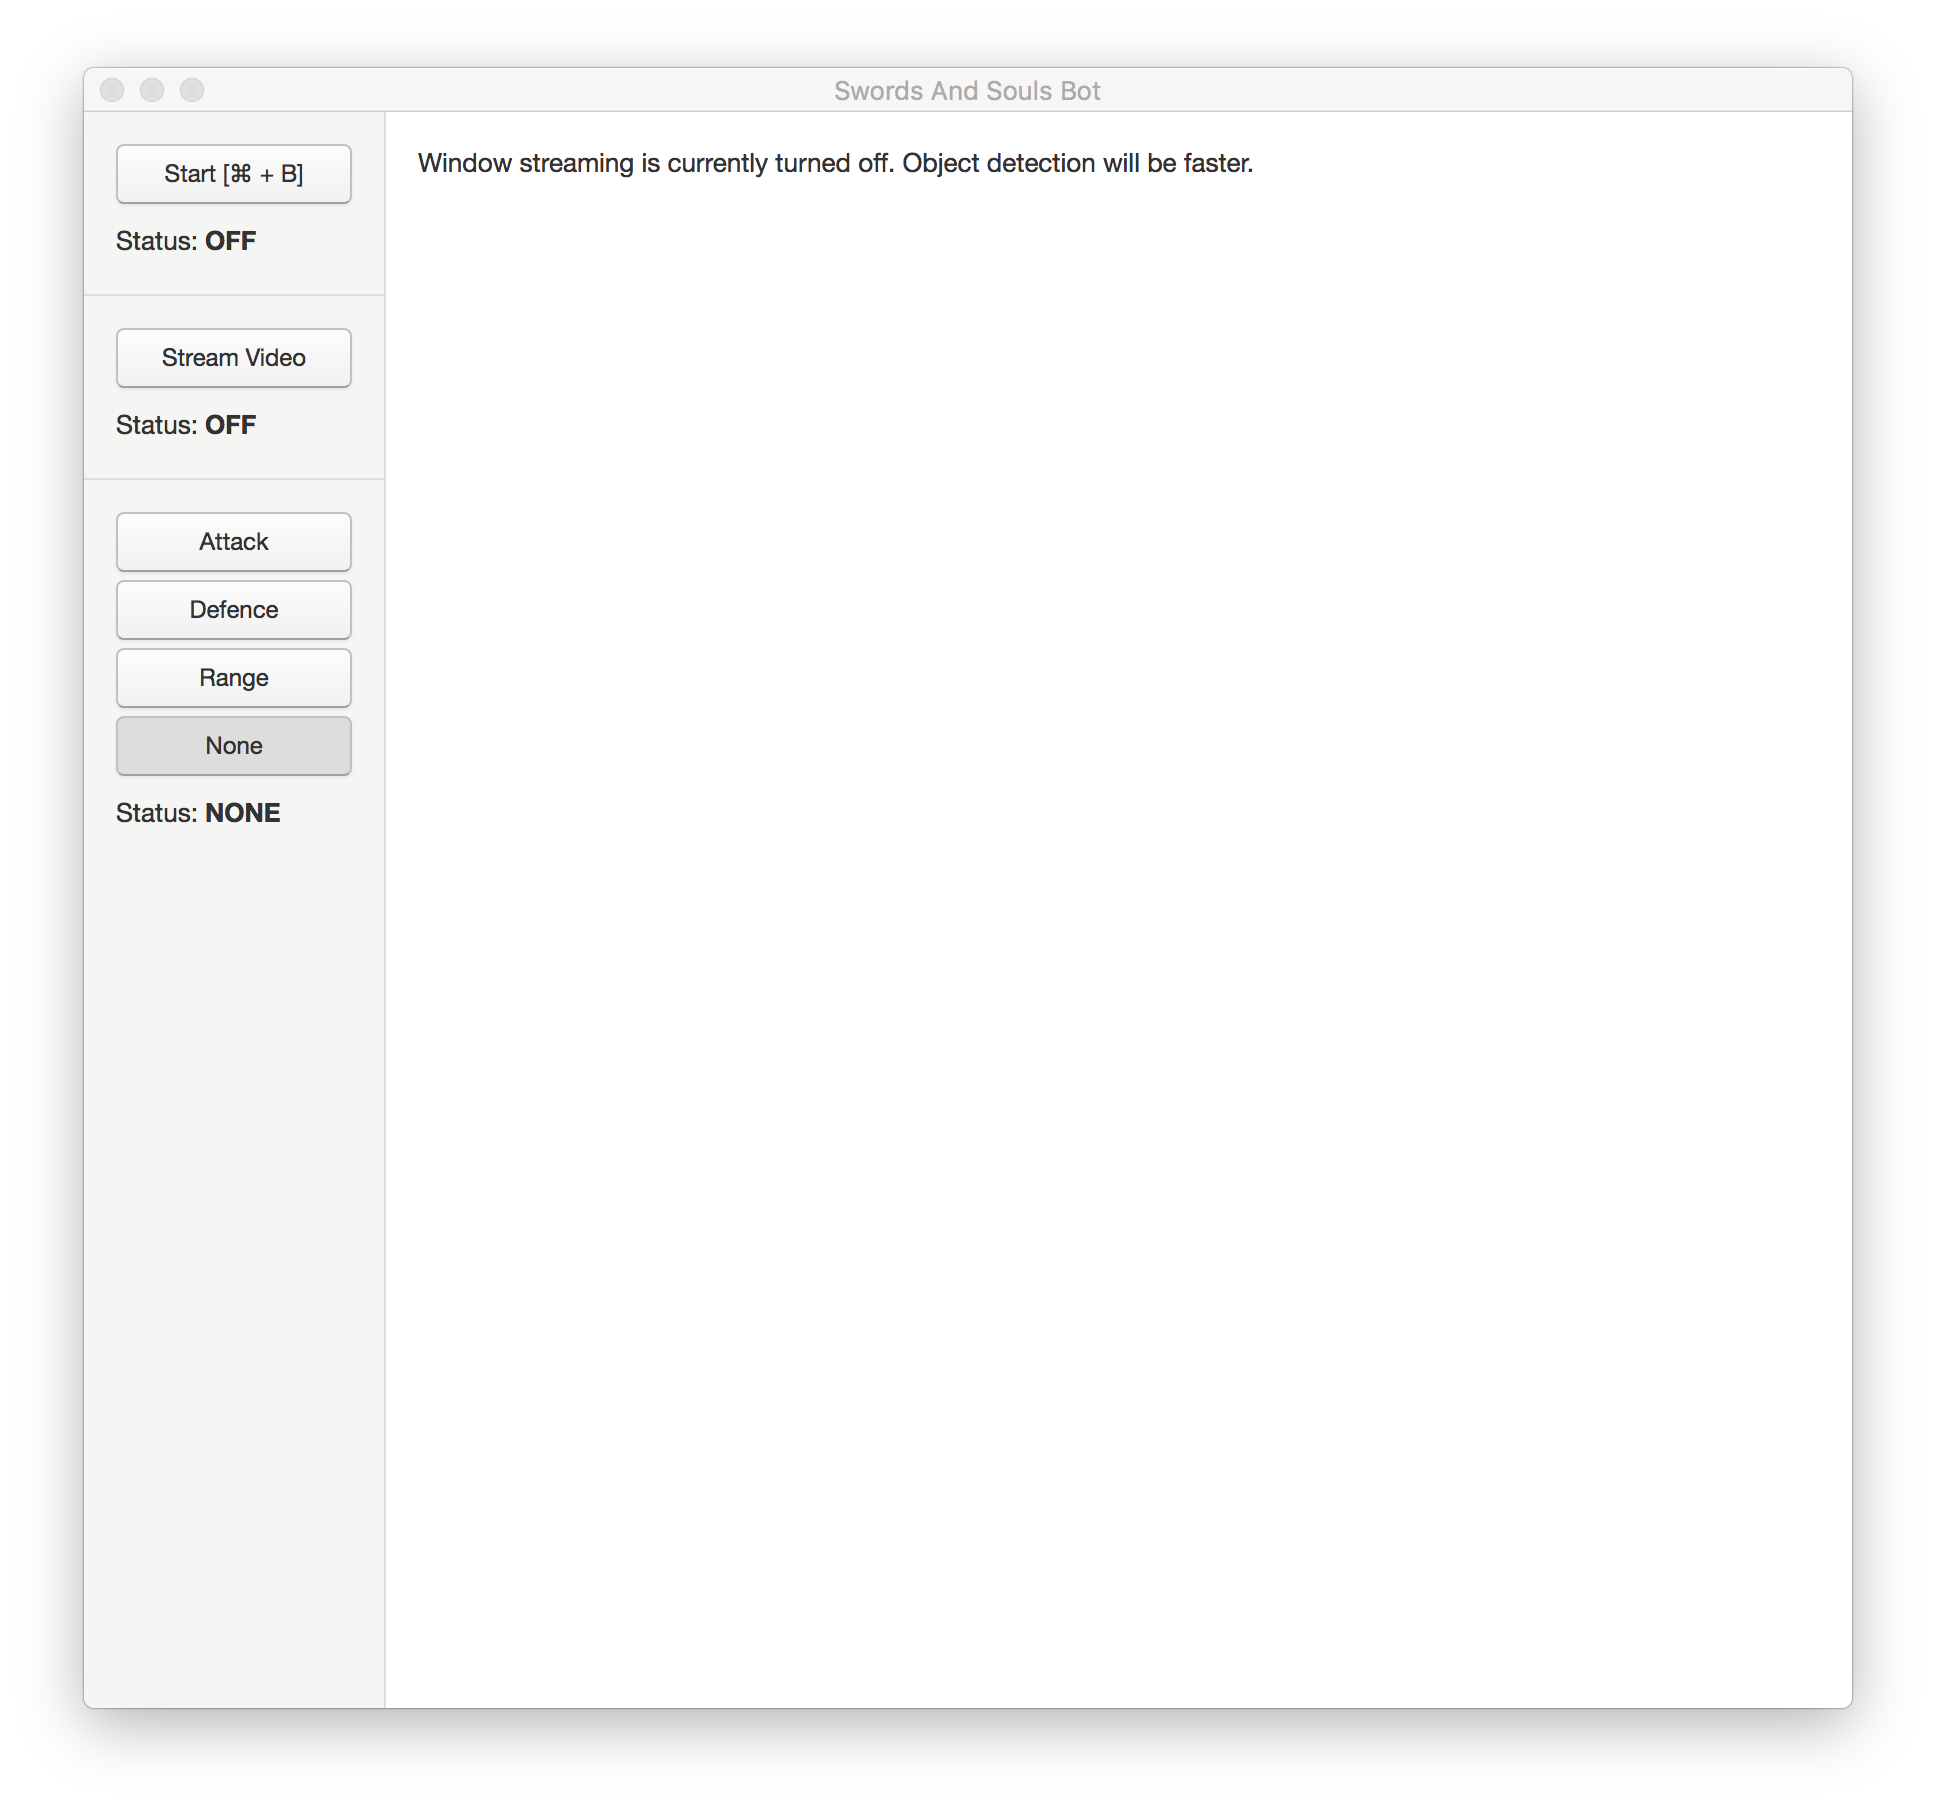 Swords And Souls Bot
Start [⌘ + B]
Status: OFF
Stream Video
Status: OFF
Attack
Defence
Range
None
Status: NONE
Window streaming is currently turned off. Object detection will be faster.